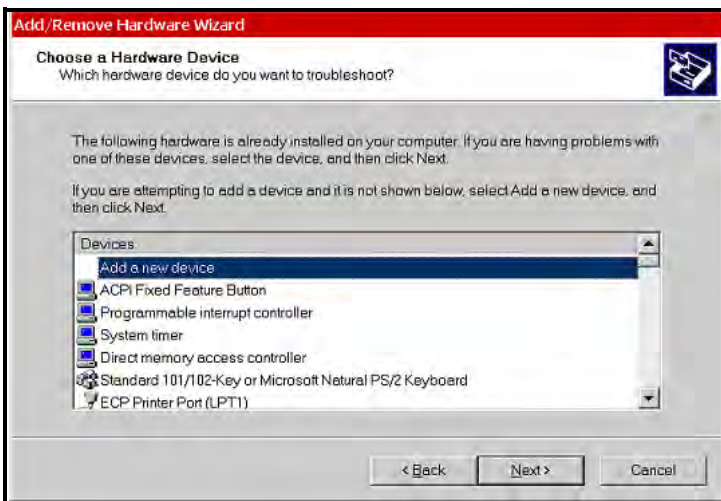 Add/Remove Hardware Wizard
Choose a Hardware Device
Which hardware device do you want to troubleshoot?
The following hardware is already installed on your computer. If you are having problems with
one of these devices, select the device, and then click Next.
If you are attempting to add a device and it is not shown below, select Add a new device, and
then click Next.
Devices
Add a new device
ACPI Fixed Feature Button
Programmable interrupt controller
System timer
Direct memory access controller
Standard 101/102-Key or Microsoft Natural PS/2 Keyboard
ECP Printer Port (LPT1)
< Back
Next >
Cancel